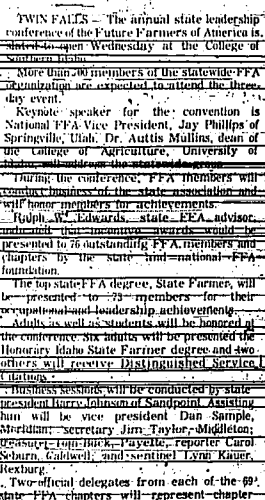 TWIN FALLS — The annual state leadership
conference of the Future Farmers of America is
slated to open Wednesday at the College of
Southern Idaho.
More than 500 members of the statewide FFA
organization are expected to attend the three-
day event.
Keynote speaker for the convention is
National FFA Vice President, Jay Phillips of
Springville, Utah. Dr. Auttis Mullins, dean of
the College of Agriculture, University of
Idaho, will address the statewide group.
During the conference, FFA members will
conduct business of the state association and
will honor members for achievements.
Ralph W. Edwards, state FFA advisor,
indicated that incentive awards would be
presented to 76 outstanding FFA members and
chapters by the state and national FFA
foundation.
The top state FFA degree, State Farmer, will
be presented to 73 members for their
occupational and leadership achievements.
Adults as well as students will be honored at
the conference. Six adults will be presented the
Honorary Idaho State Farmer degree and two
others will receive Distinguished Service
Citations.
Business sessions will be conducted by state
president Harry Johnson of Sandpoint. Assisting
him will be vice president Dan Sample,
Meridian; secretary Jim Taylor, Middleton;
treasurer Tom Buck, Payette, reporter Carol
Seburn, Caldwell, and sentinel Lynn Kauer,
Rexburg.
Two official delegates from each of the 69
state FFA chapters will represent chapter